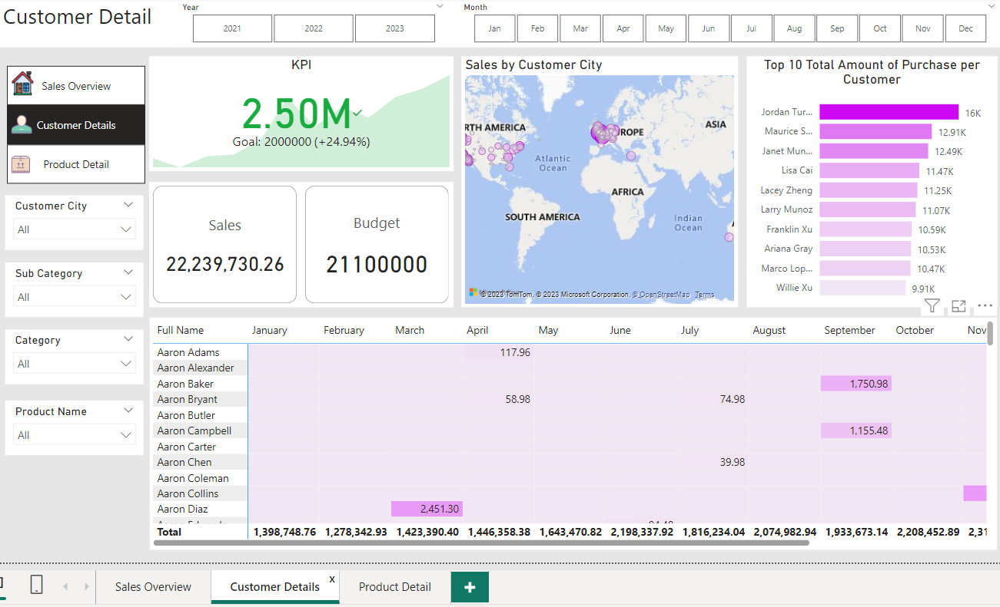 Customer Detail
Year
2021
2022
2023
Month
Jan
Feb
Mar
Apr
May
Jun
Jul
Aug
Sep
Oct
Nov
Dec
Sales Overview
Customer Details
Product Detail
Customer City
All
Sub Category
All
Category
All
Product Name
All
KPI
2.50M
Goal: 2000000 (+24.94%)
Sales
22,239,730.26
Budget
21100000
Sales by Customer City
RTH AMERICA
ROPE
ASIA
Atlantic
Ocean
AFRICA
SOUTH AMERICA
Indian
Ocean
© 2023 TomTom, © 2023 Microsoft Corporation, © OpenStreetMap Terms
Top 10 Total Amount of Purchase per
Customer
Jordan Tur... 16K
Maurice S... 12.91K
Janet Mun... 12.49K
Lisa Cai 11.47K
Lacey Zheng 11.25K
Larry Munoz 11.07K
Franklin Xu 10.59K
Ariana Gray 10.53K
Marco Lop... 10.47K
Willie Xu 9.91K
Full Name January February March April May June July August September October Nov
Aaron Adams 117.96
Aaron Alexander
Aaron Baker 1,750.98
Aaron Bryant 58.98 74.98
Aaron Butler
Aaron Campbell 1,155.48
Aaron Carter
Aaron Chen 39.98
Aaron Coleman
Aaron Collins
Aaron Diaz 2,451.30
Total 1,398,748.76 1,278,342.93 1,423,390.40 1,446,358.38 1,643,470.82 2,198,337.92 1,816,234.04 2,074,982.94 1,933,673.14 2,208,452.89 2,31
Sales Overview
Customer Details
x
Product Detail